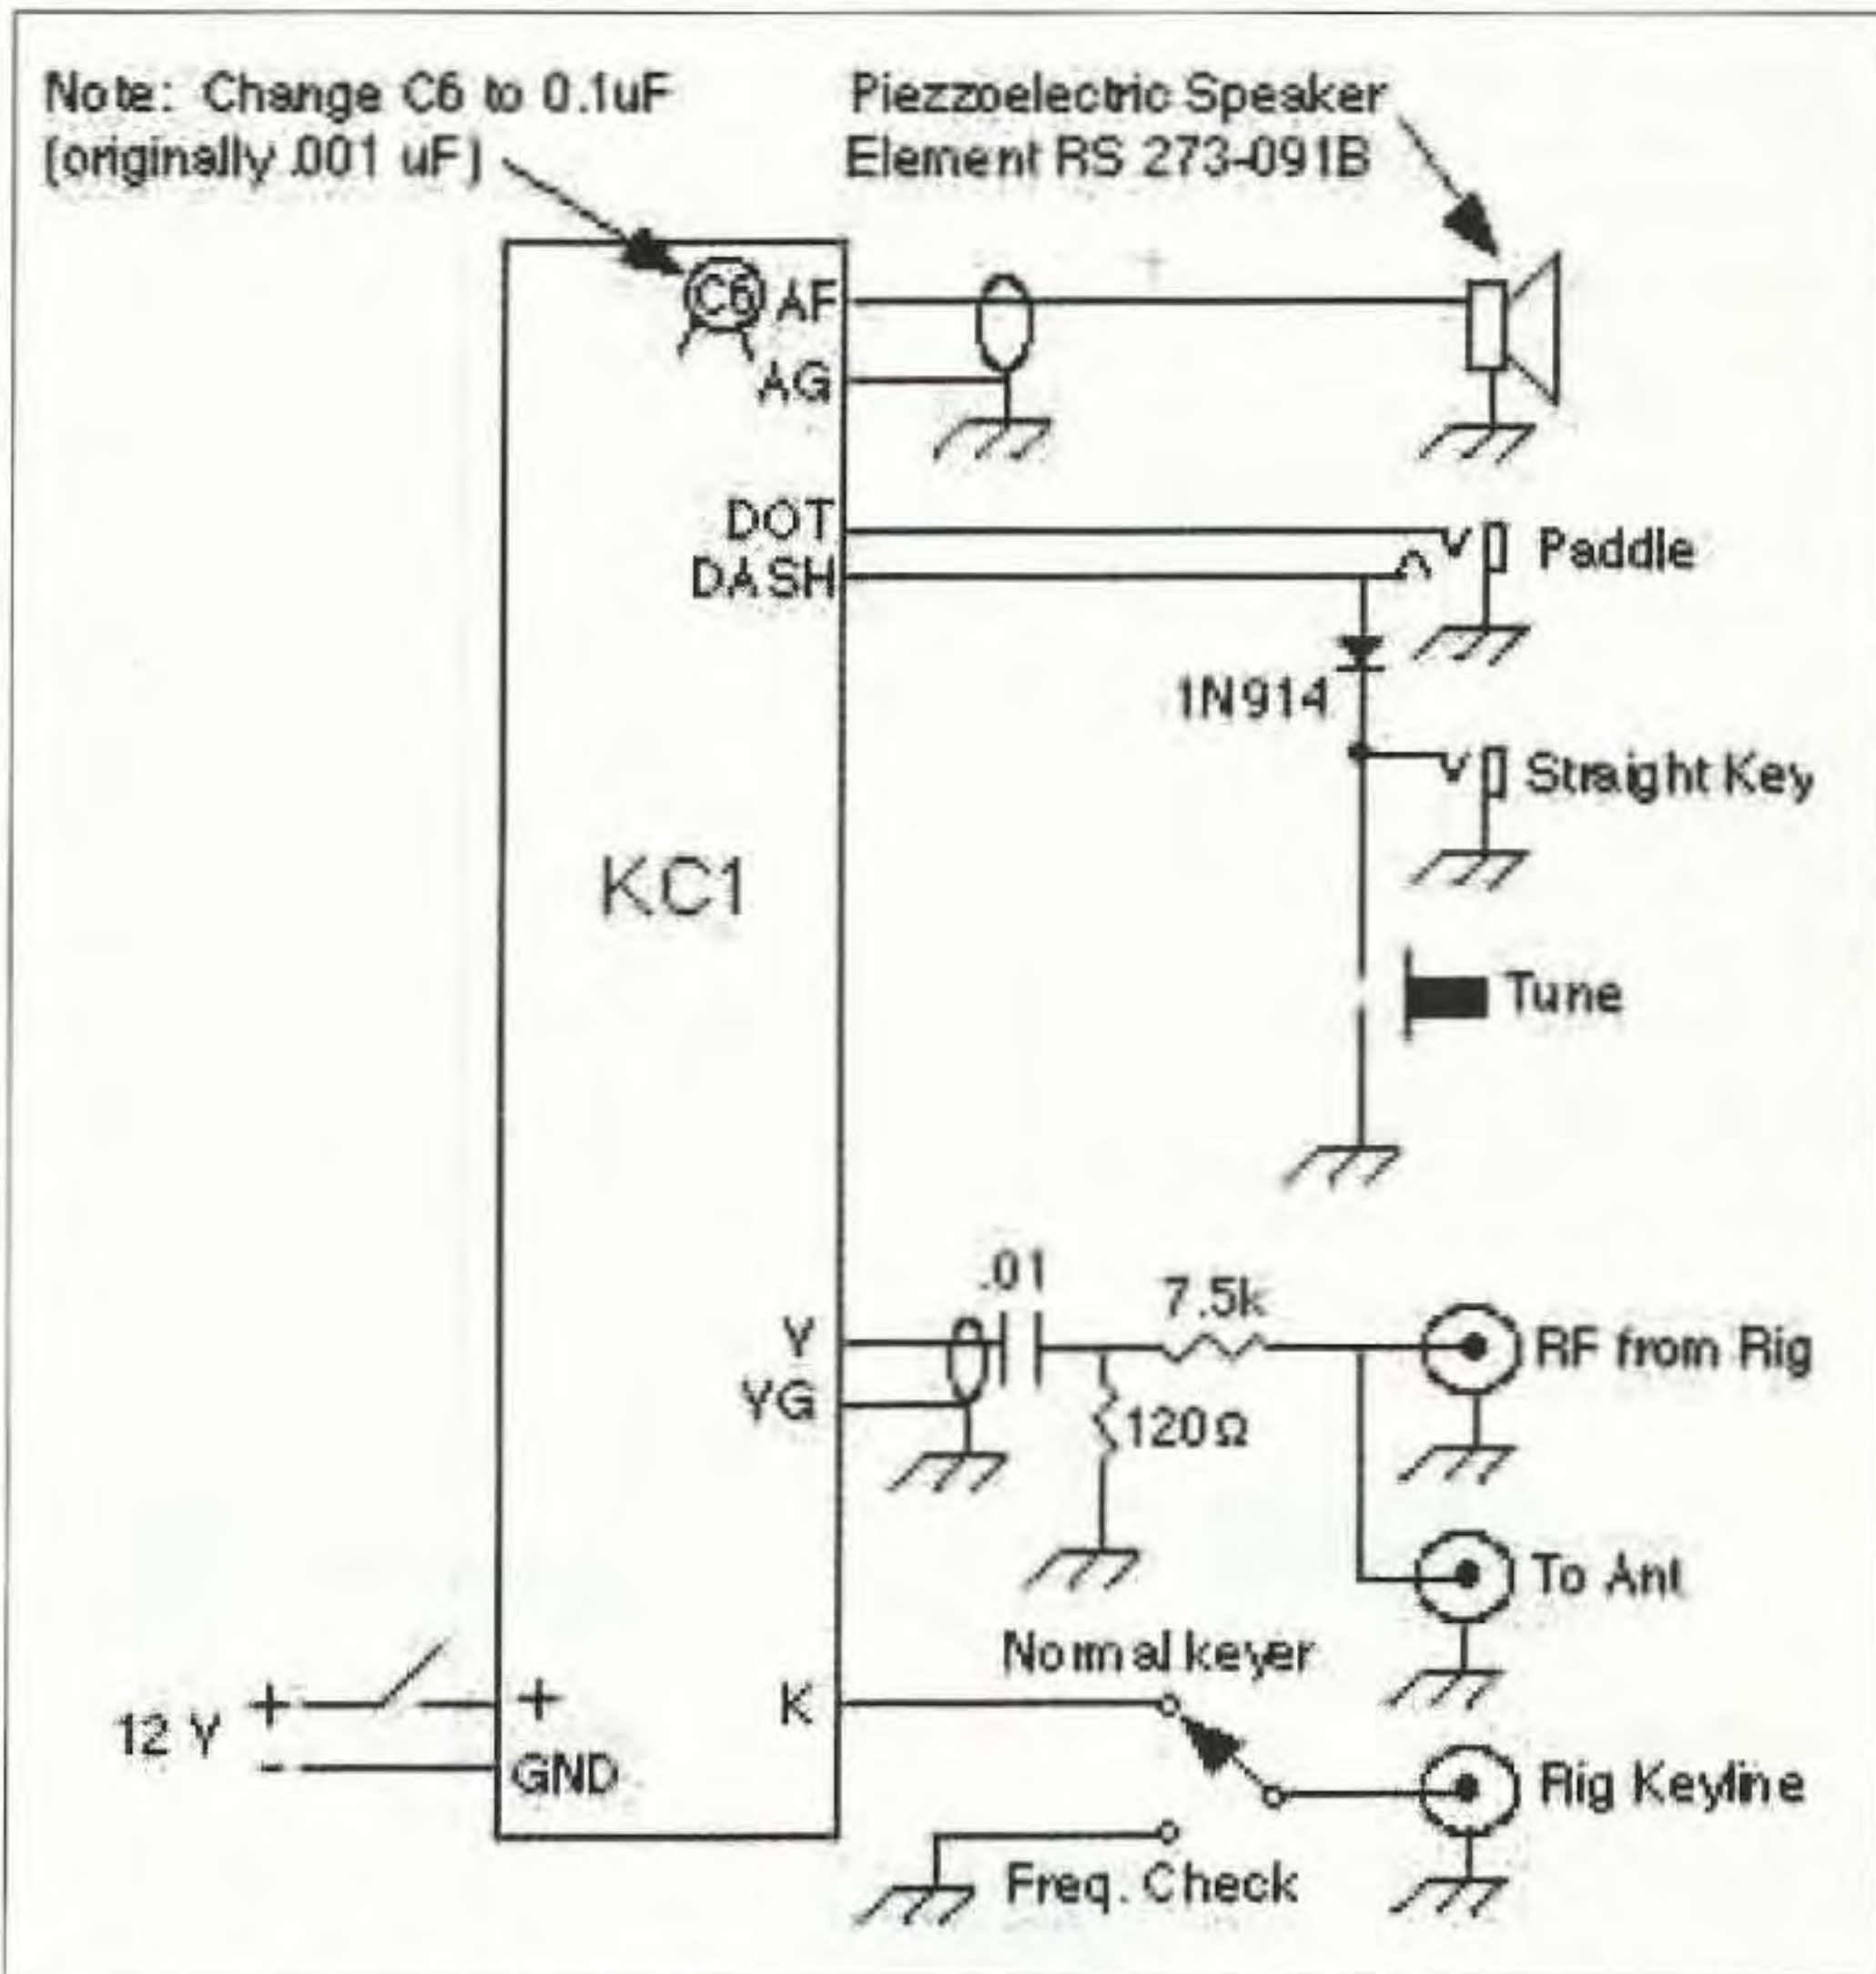 Note: Change C6 to 0.1uF
(originally .001 uF)
Piezzoelectric Speaker
Element RS 273-091B
C6
AF
AG
DOT
DASH
Paddle
1N914
Straight Key
KC1
Tune
.01
7.5k
V
RF from Rig
VG
120Ω
To Ant
Normal keyer
12 V
+
-
+
K
GND
Rig Keyline
Freq. Check